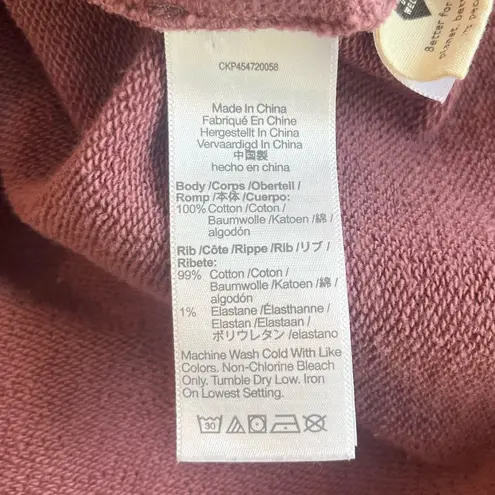 CKP454720058
Made In China
Fabriqué En Chine
Hergestellt In China
Vervaardigd In China
中国製
hecho en china
Body /Corps /Oberteil /
Romp /本体 /Cuerpo:
100% Cotton /Coton /
Baumwolle /Katoen /綿 /
algodón
Rib /Côte /Rippe /Rib /リブ /
Ribete:
99% Cotton /Coton /
Baumwolle /Katoen /綿 /
algodón
1% Elastane /Élasthanne /
Elastan /Elastaan /
ポリウレタン /elastano
Machine Wash Cold With Like
Colors. Non-Chlorine Bleach
Only. Tumble Dry Low. Iron
On Lowest Setting.
30
Better for
planet, bett